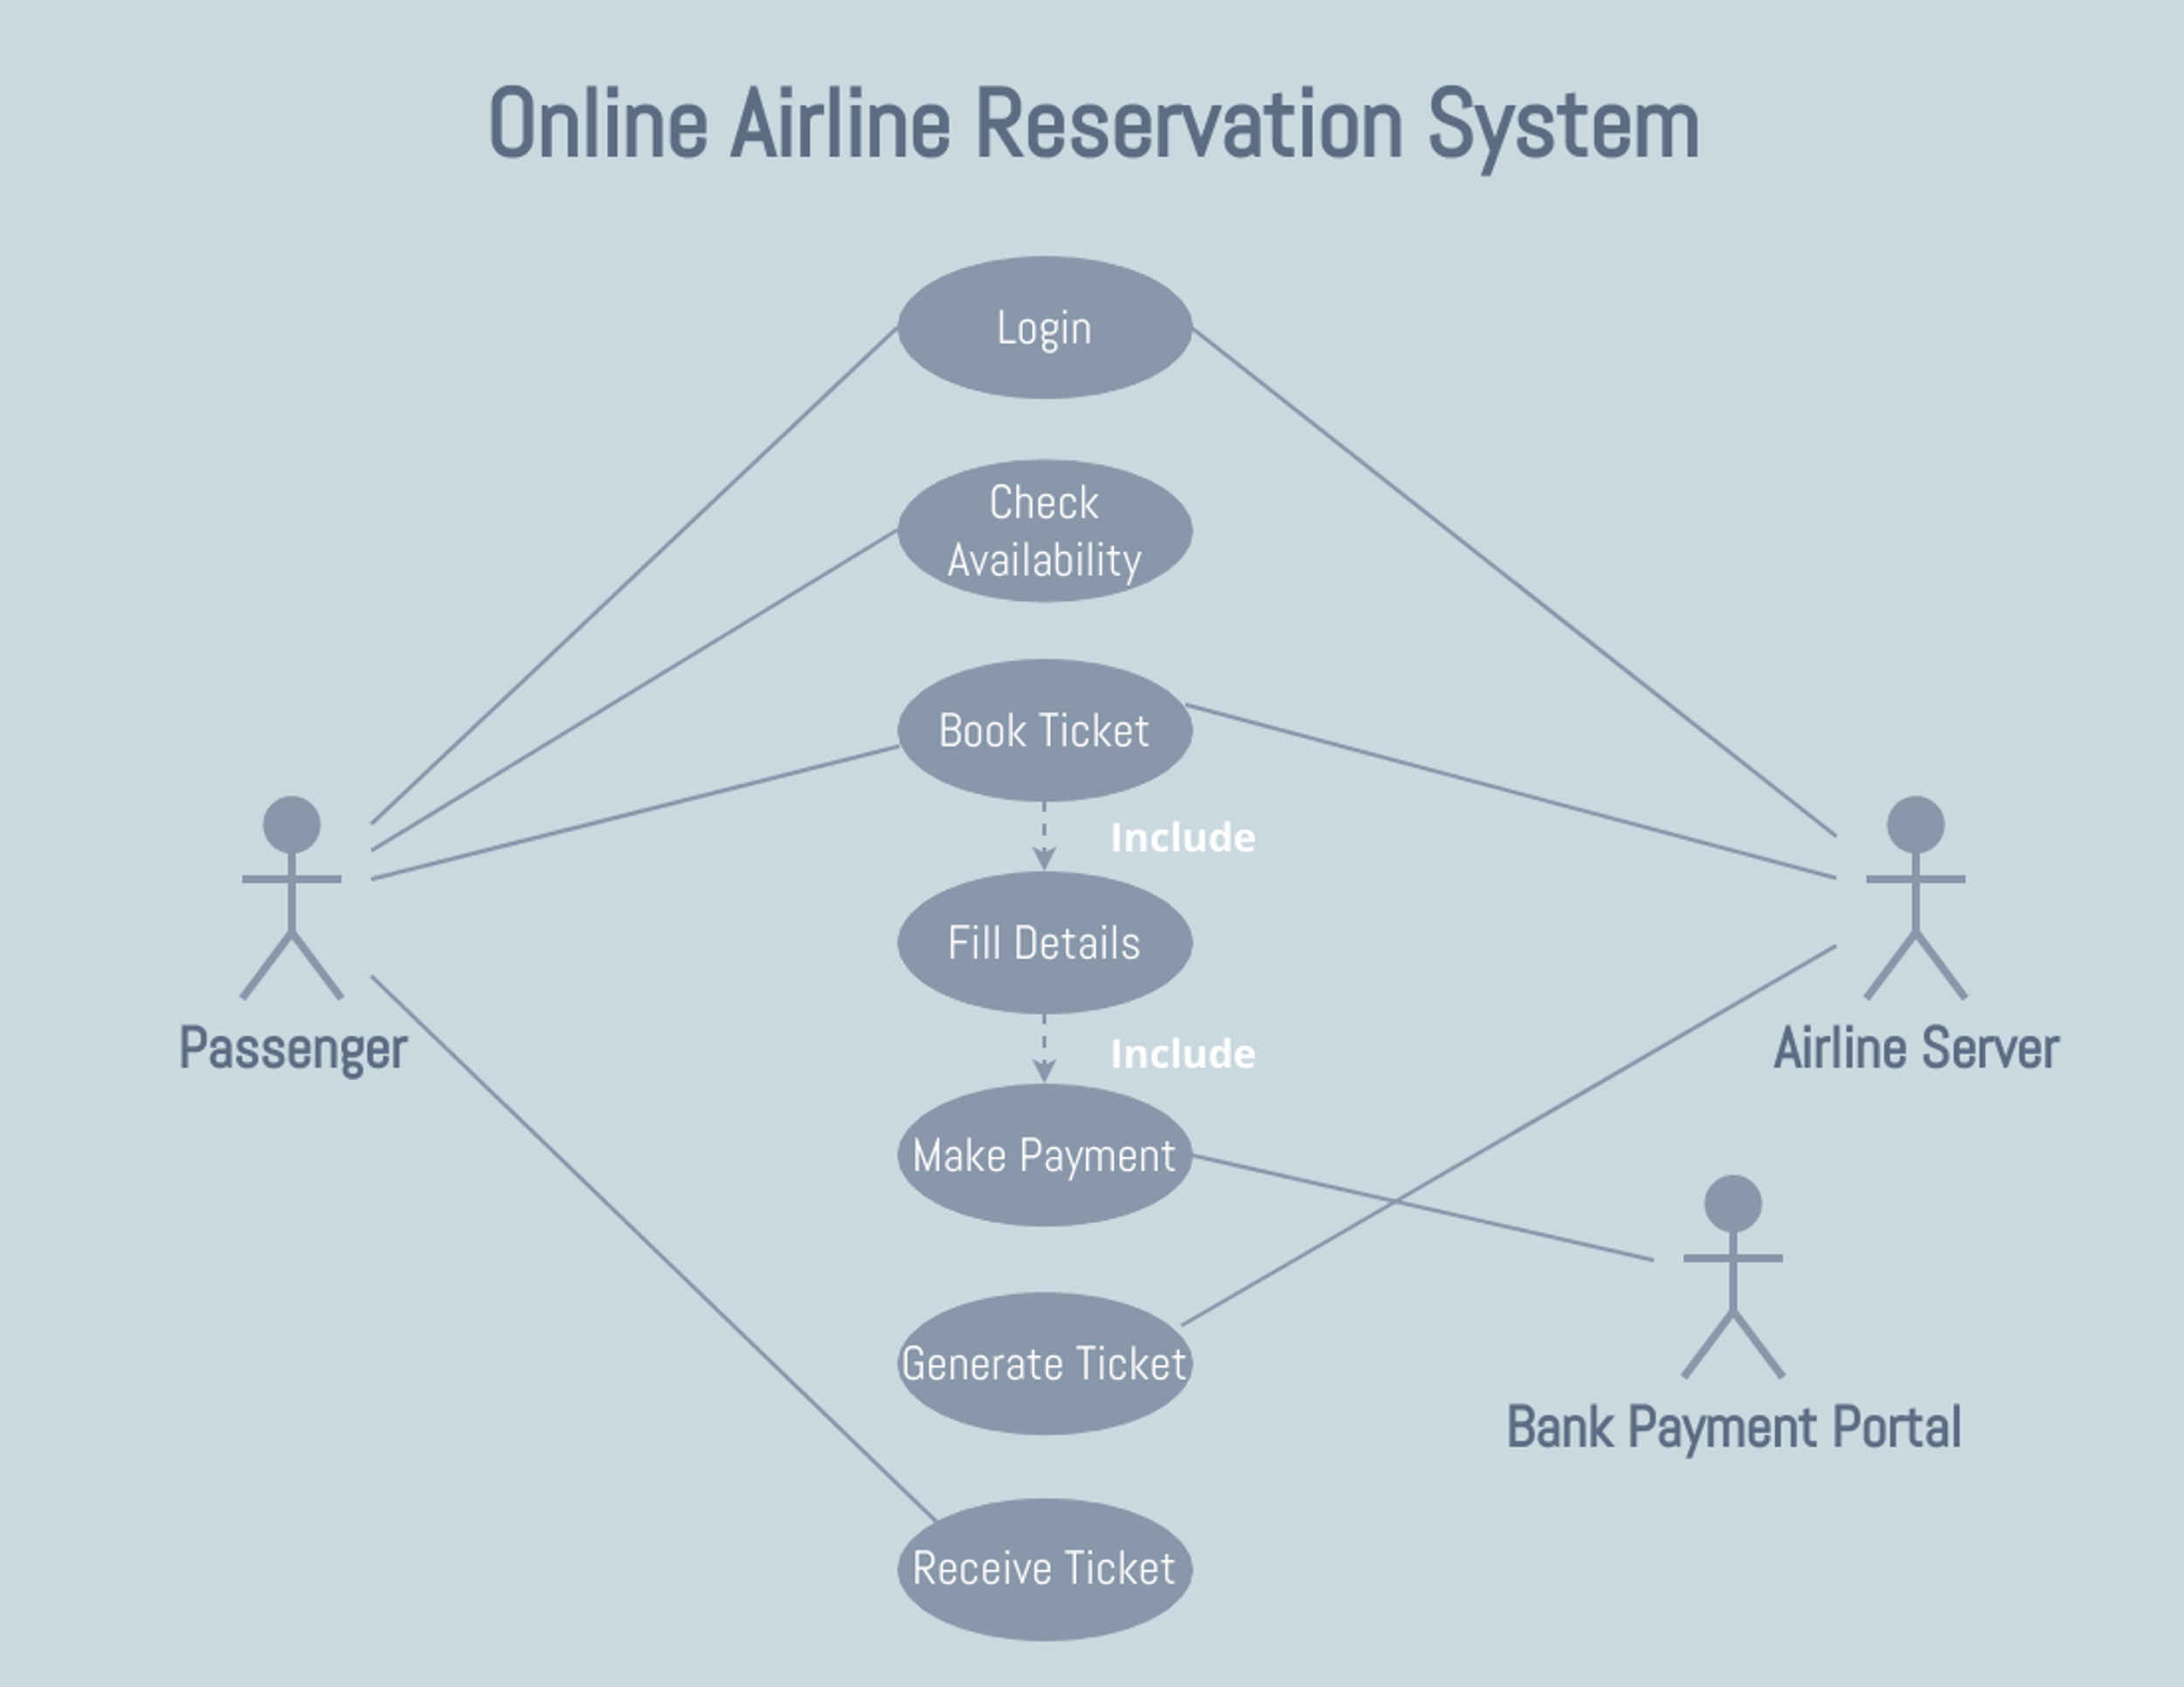 Online Airline Reservation System
Login
Check
Availability
Book Ticket
Include
Fill Details
Passenger
Include
Airline Server
Make Payment
Generate Ticket
Bank Payment Portal
Receive Ticket